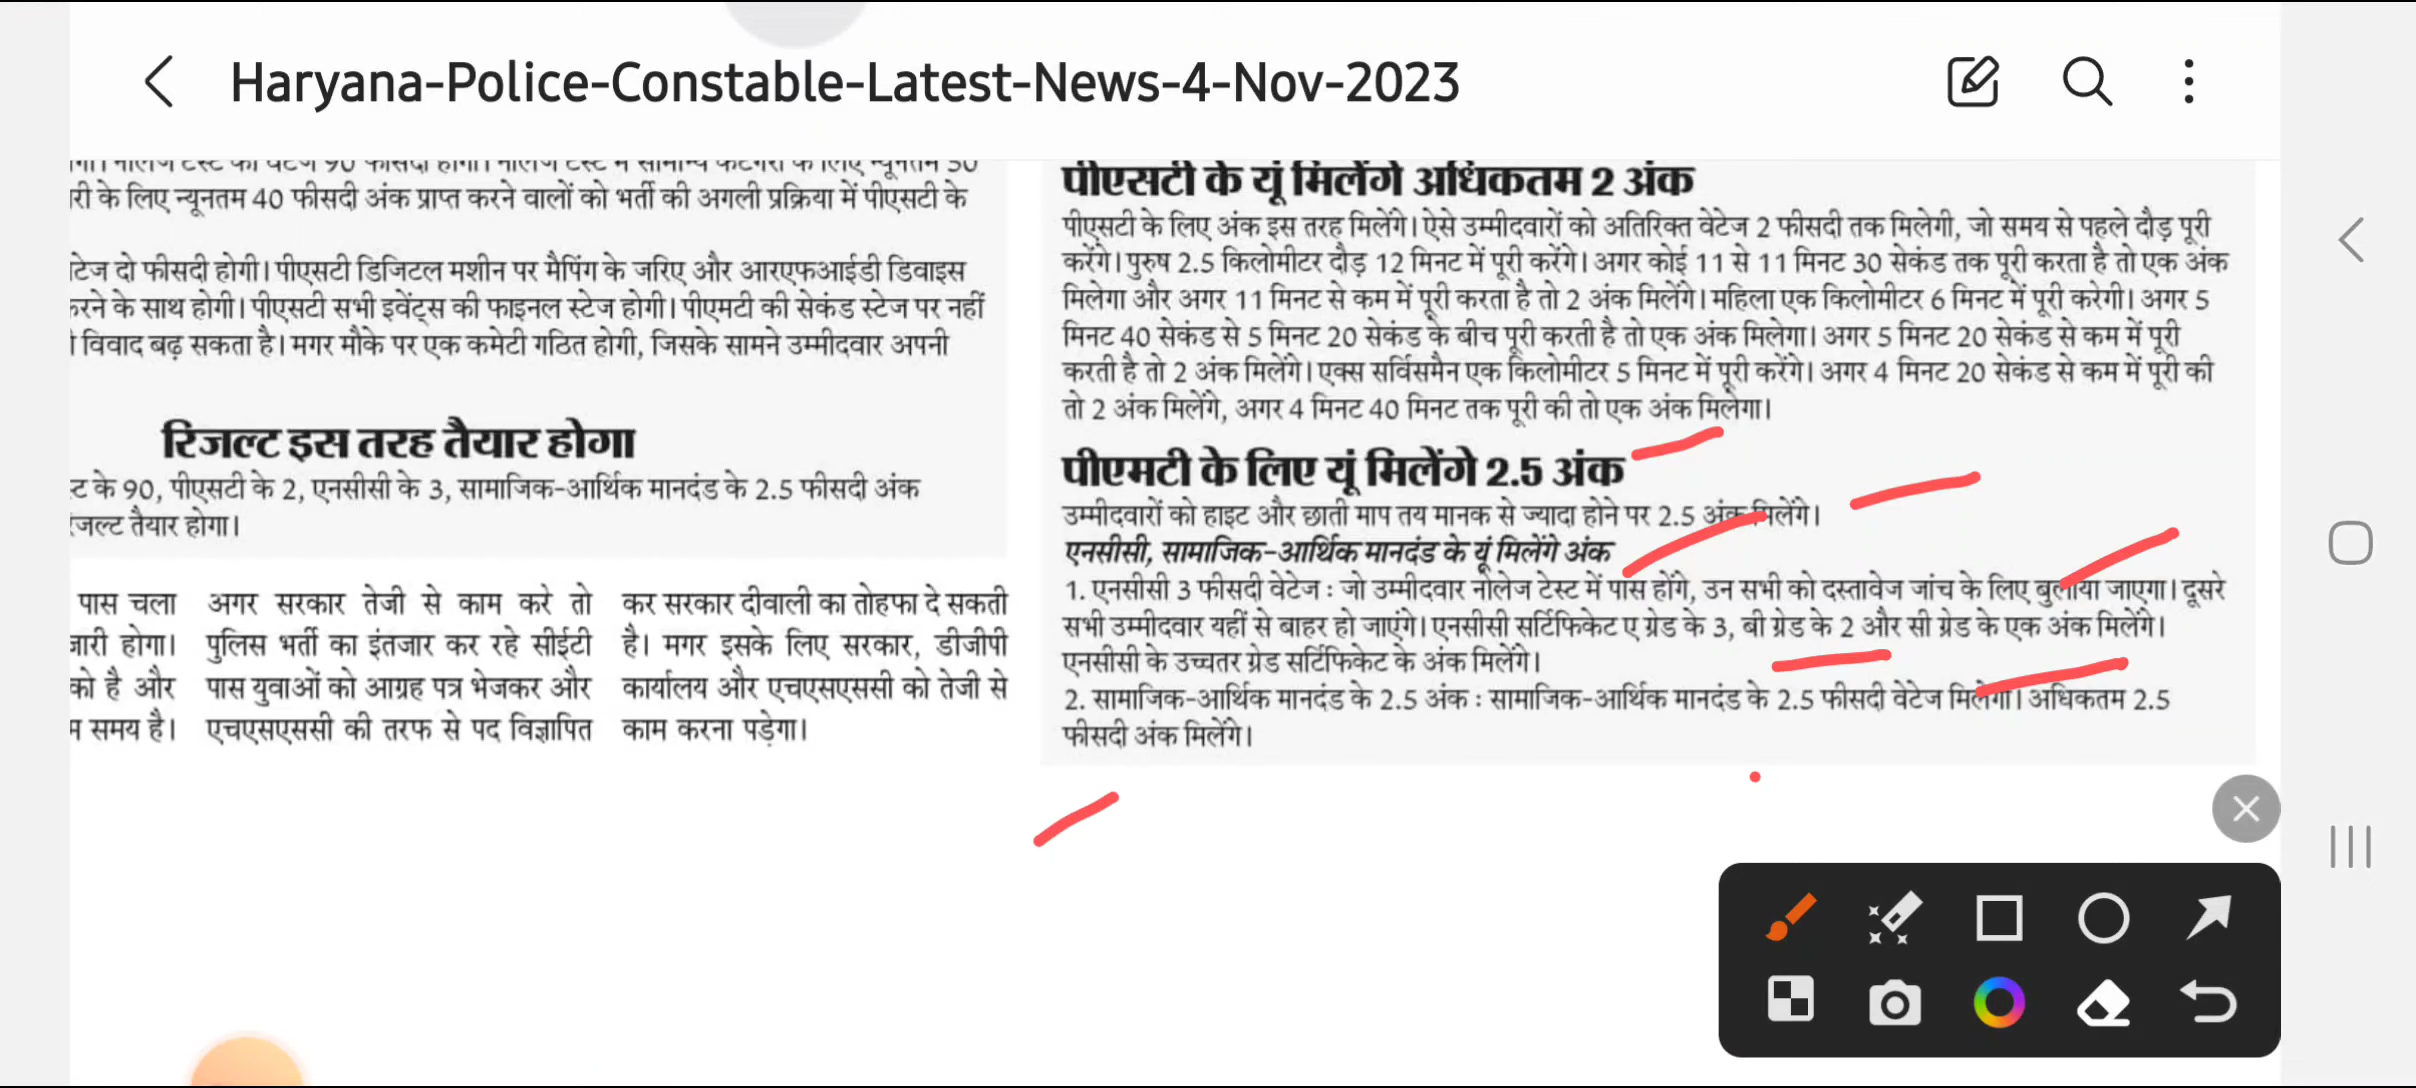 Haryana-Police-Constable-Latest-News-4-Nov-2023
री के लिए न्यूनतम 40 फीसदी अंक प्राप्त करने वालों को भर्ती की अगली प्रक्रिया में पीएसटी के
टेज दो फीसदी होगी। पीएसटी डिजिटल मशीन पर मैपिंग के जरिए और आरएफआईडी डिवाइस
करने के साथ होगी। पीएसटी सभी इवेंट्स की फाइनल स्टेज होगी। पीएमटी की सेकंड स्टेज पर नहीं
विवाद बढ़ सकता है। मगर मौके पर एक कमेटी गठित होगी, जिसके सामने उम्मीदवार अपनी
रिजल्ट इस तरह तैयार होगा
स्ट के 90, पीएसटी के 2, एनसीसी के 3, सामाजिक-आर्थिक मानदंड के 2.5 फीसदी अंक
जल्ट तैयार होगा।
पास चला
जारी होगा।
को है और
समय है।
अगर सरकार तेजी से काम करे तो
पुलिस भर्ती का इंतजार कर रहे सीईटी
पास युवाओं को आग्रह पत्र भेजकर और
एचएसएससी की तरफ से पद विज्ञापित
कर सरकार दीवाली का तोहफा दे सकती
है। मगर इसके लिए सरकार, डीजीपी
कार्यालय और एचएसएससी को तेजी से
काम करना पड़ेगा।
पीएसटी के यूं मिलेंगे अधिकतम 2 अंक
पीएसटी के लिए अंक इस तरह मिलेंगे। ऐसे उम्मीदवारों को अतिरिक्त वेटेज 2 फीसदी तक मिलेगी, जो समय से पहले दौड़ पूरी
करेंगे। पुरुष 2.5 किलोमीटर दौड़ 12 मिनट में पूरी करेंगे। अगर कोई 11 से 11 मिनट 30 सेकंड तक पूरी करता है तो एक अंक
मिलेगा और अगर 11 मिनट से कम में पूरी करता है तो 2 अंक मिलेंगे। महिला एक किलोमीटर 6 मिनट में पूरी करेगी। अगर 5
मिनट 40 सेकंड से 5 मिनट 20 सेकंड के बीच पूरी करती है तो एक अंक मिलेगा। अगर 5 मिनट 20 सेकंड से कम में पूरी
करती है तो 2 अंक मिलेंगे। एक्स सर्विसमैन एक किलोमीटर 5 मिनट में पूरी करेंगे। अगर 4 मिनट 20 सेकंड से कम में पूरी की
तो 2 अंक मिलेंगे, अगर 4 मिनट 40 मिनट तक पूरी की तो एक अंक मिलेगा।
पीएमटी के लिए यूं मिलेंगे 2.5 अंक
उम्मीदवारों को हाइट और छाती माप तय मानक से ज्यादा होने पर 2.5 अंक मिलेंगे।
एनसीसी, सामाजिक-आर्थिक मानदंड के यूं मिलेंगे अंक
1. एनसीसी 3 फीसदी वेटेज : जो उम्मीदवार नॉलेज टेस्ट में पास होंगे, उन सभी को दस्तावेज जांच के लिए बुलाया जाएगा। दूसरे
सभी उम्मीदवार यहीं से बाहर हो जाएंगे। एनसीसी सर्टिफिकेट ए ग्रेड के 3, बी ग्रेड के 2 और सी ग्रेड के एक अंक मिलेंगे।
एनसीसी के उच्चतर ग्रेड सर्टिफिकेट के अंक मिलेंगे।
2. सामाजिक-आर्थिक मानदंड के 2.5 अंक : सामाजिक-आर्थिक मानदंड के 2.5 फीसदी वेटेज मिलेगा। अधिकतम 2.5
फीसदी अंक मिलेंगे।